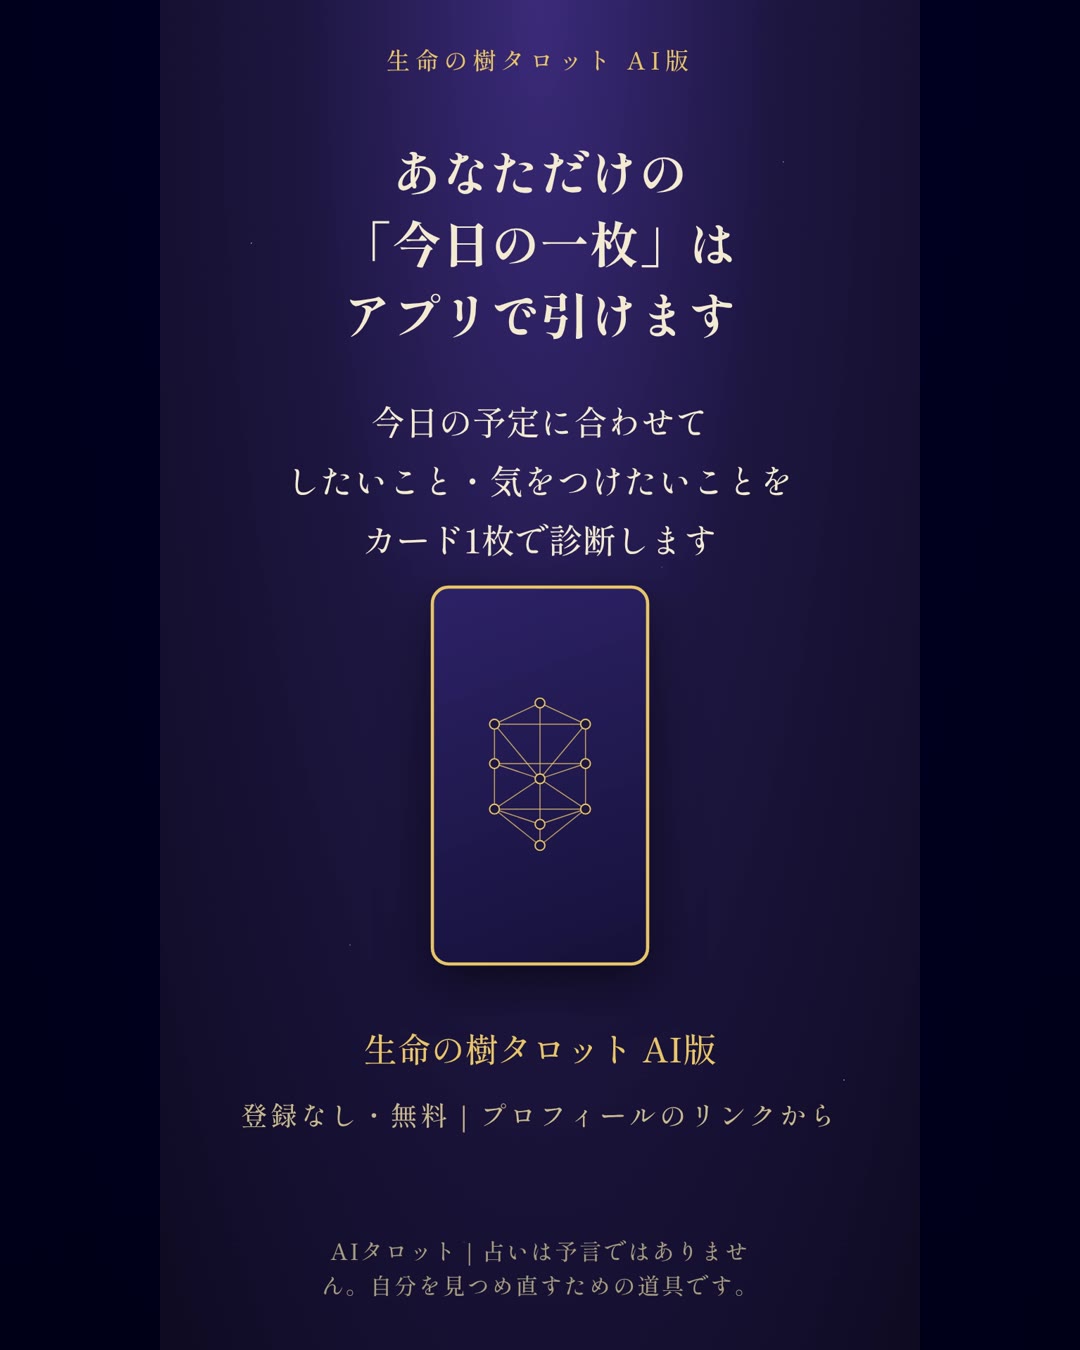 生命の樹タロット AI版
あなただけの
「今日の一枚」は
アプリで引けます
今日の予定に合わせて
したいこと・気をつけたいことを
カード1枚で診断します
生命の樹タロット AI版
登録なし・無料｜プロフィールのリンクから
AIタロット｜占いは予言ではありませ
ん。自分を見つめ直すための道具です。